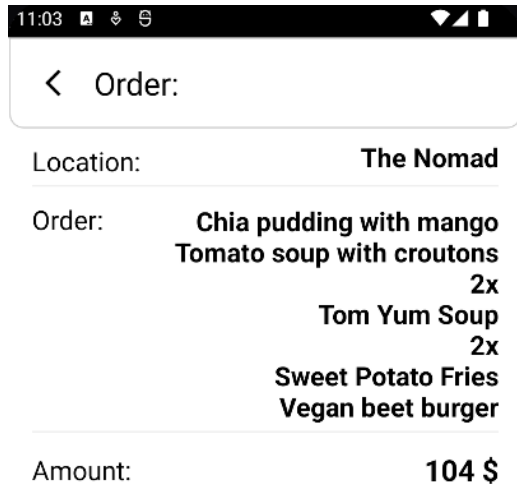 11:03
Order:
Location: The Nomad
Order: Chia pudding with mango
Tomato soup with croutons
2x
Tom Yum Soup
2x
Sweet Potato Fries
Vegan beet burger
Amount: 104 $